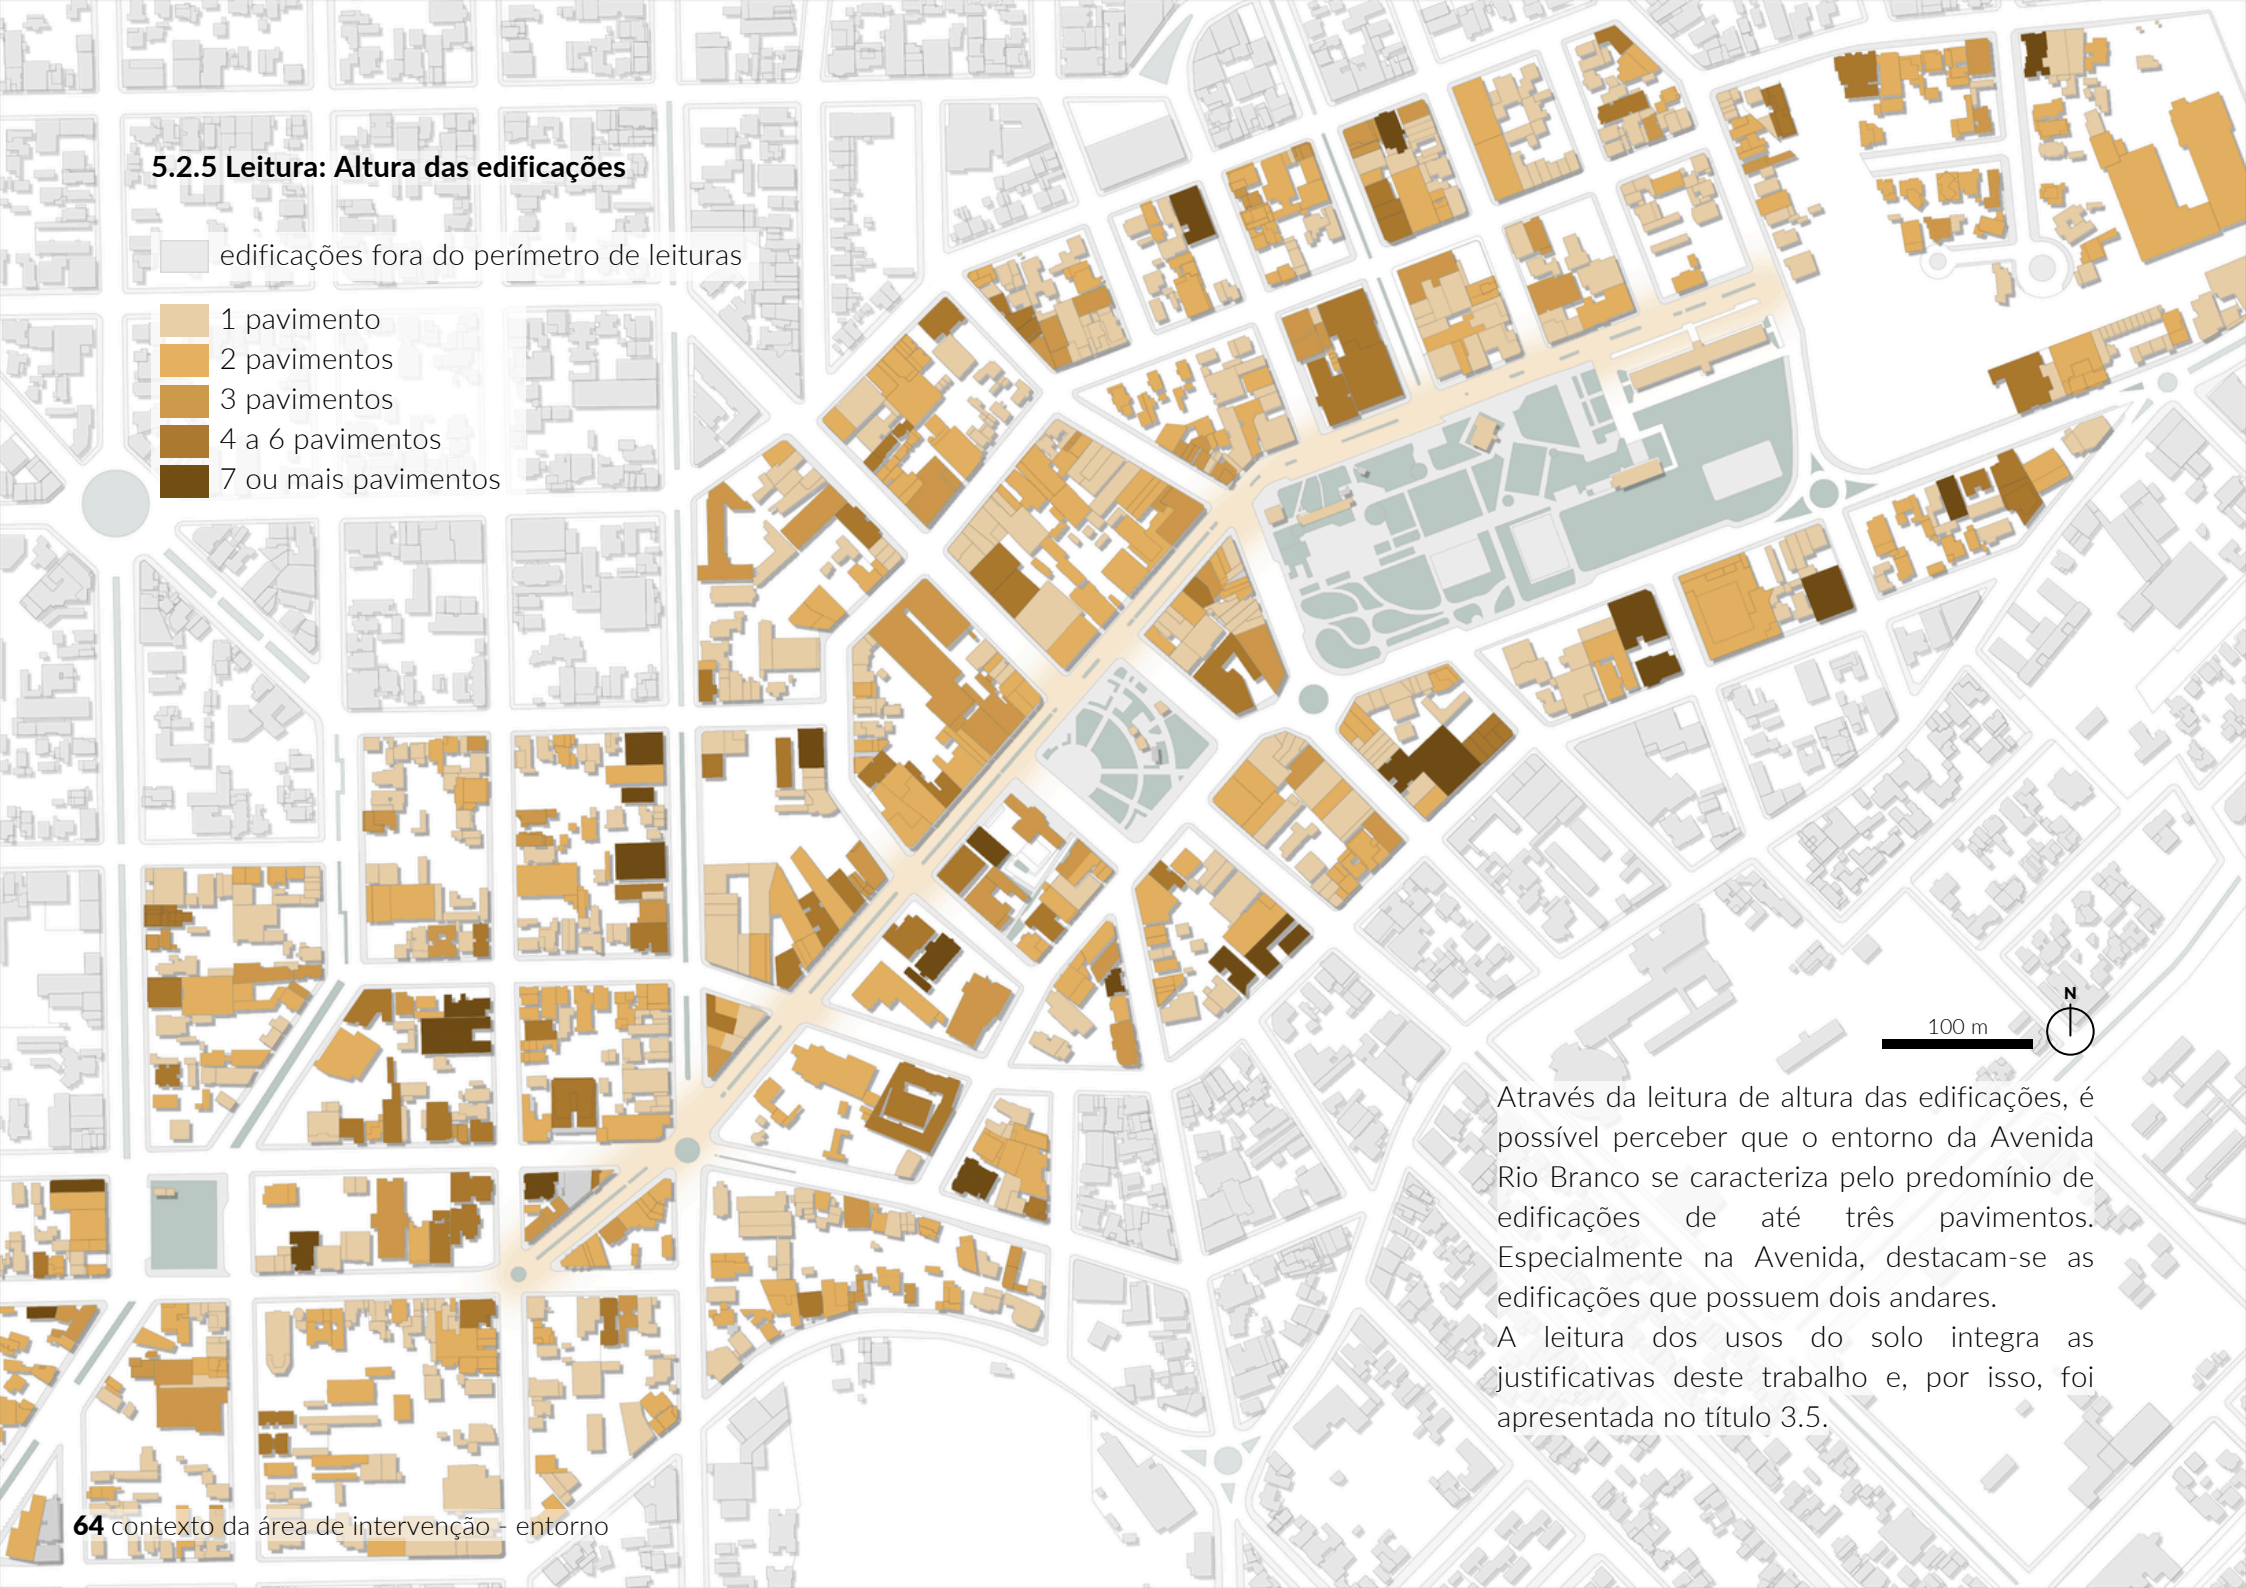 5.2.5 Leitura: Altura das edificações
edificações fora do perímetro de leituras
1 pavimento
2 pavimentos
3 pavimentos
4 a 6 pavimentos
7 ou mais pavimentos
N
100 m
Através da leitura de altura das edificações, é
possível perceber que o entorno da Avenida
Rio Branco se caracteriza pelo predomínio de
edificações de até três pavimentos.
Especialmente na Avenida, destacam-se as
edificações que possuem dois andares.
A leitura dos usos do solo integra as
justificativas deste trabalho e, por isso, foi
apresentada no título 3.5.
64 contexto da área de intervenção - entorno